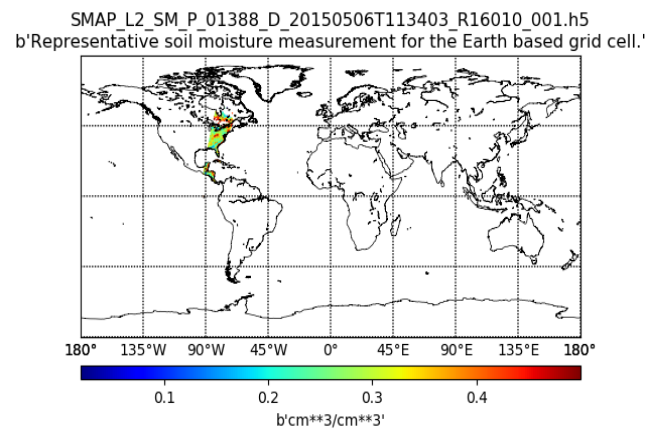 SMAP_L2_SM_P_01388_D_20150506T113403_R16010_001.h5
b'Representative soil moisture measurement for the Earth based grid cell.'
180° 135°W 90°W 45°W 0° 45°E 90°E 135°E 180°
0.1 0.2 0.3 0.4
b'cm**3/cm**3'